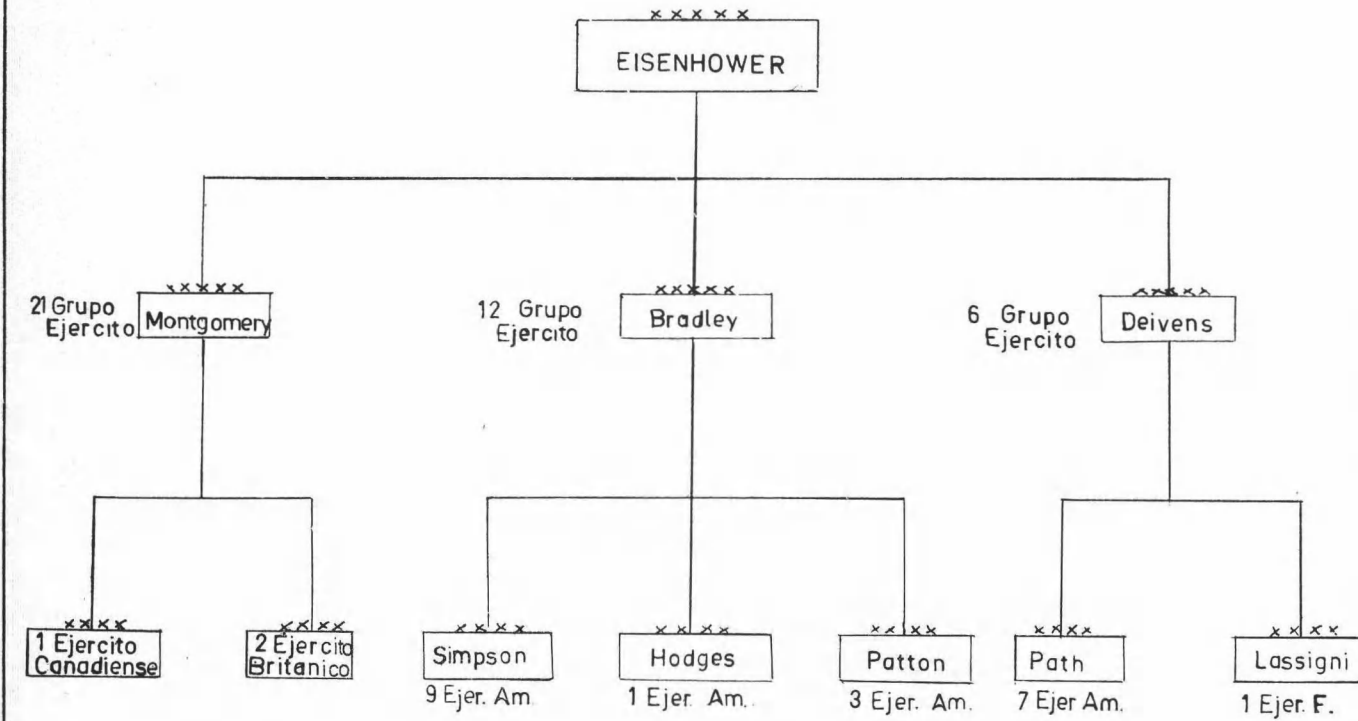 x x x x x
EISENHOWER
x x x x x
21 Grupo
Ejercito
Montgomery
x x x x x
12 Grupo
Ejercito
Bradley
x x x x x
6 Grupo
Ejercito
Deivens
x x x x
1 Ejercito
Canadiense
x x x x
2 Ejercito
Britanico
x x x x
Simpson
9 Ejer. Am.
x x x x
Hodges
1 Ejer. Am.
x x x x
Patton
3 Ejer. Am.
x x x x
Path
7 Ejer Am.
x x x x
Lassigni
1 Ejer. F.